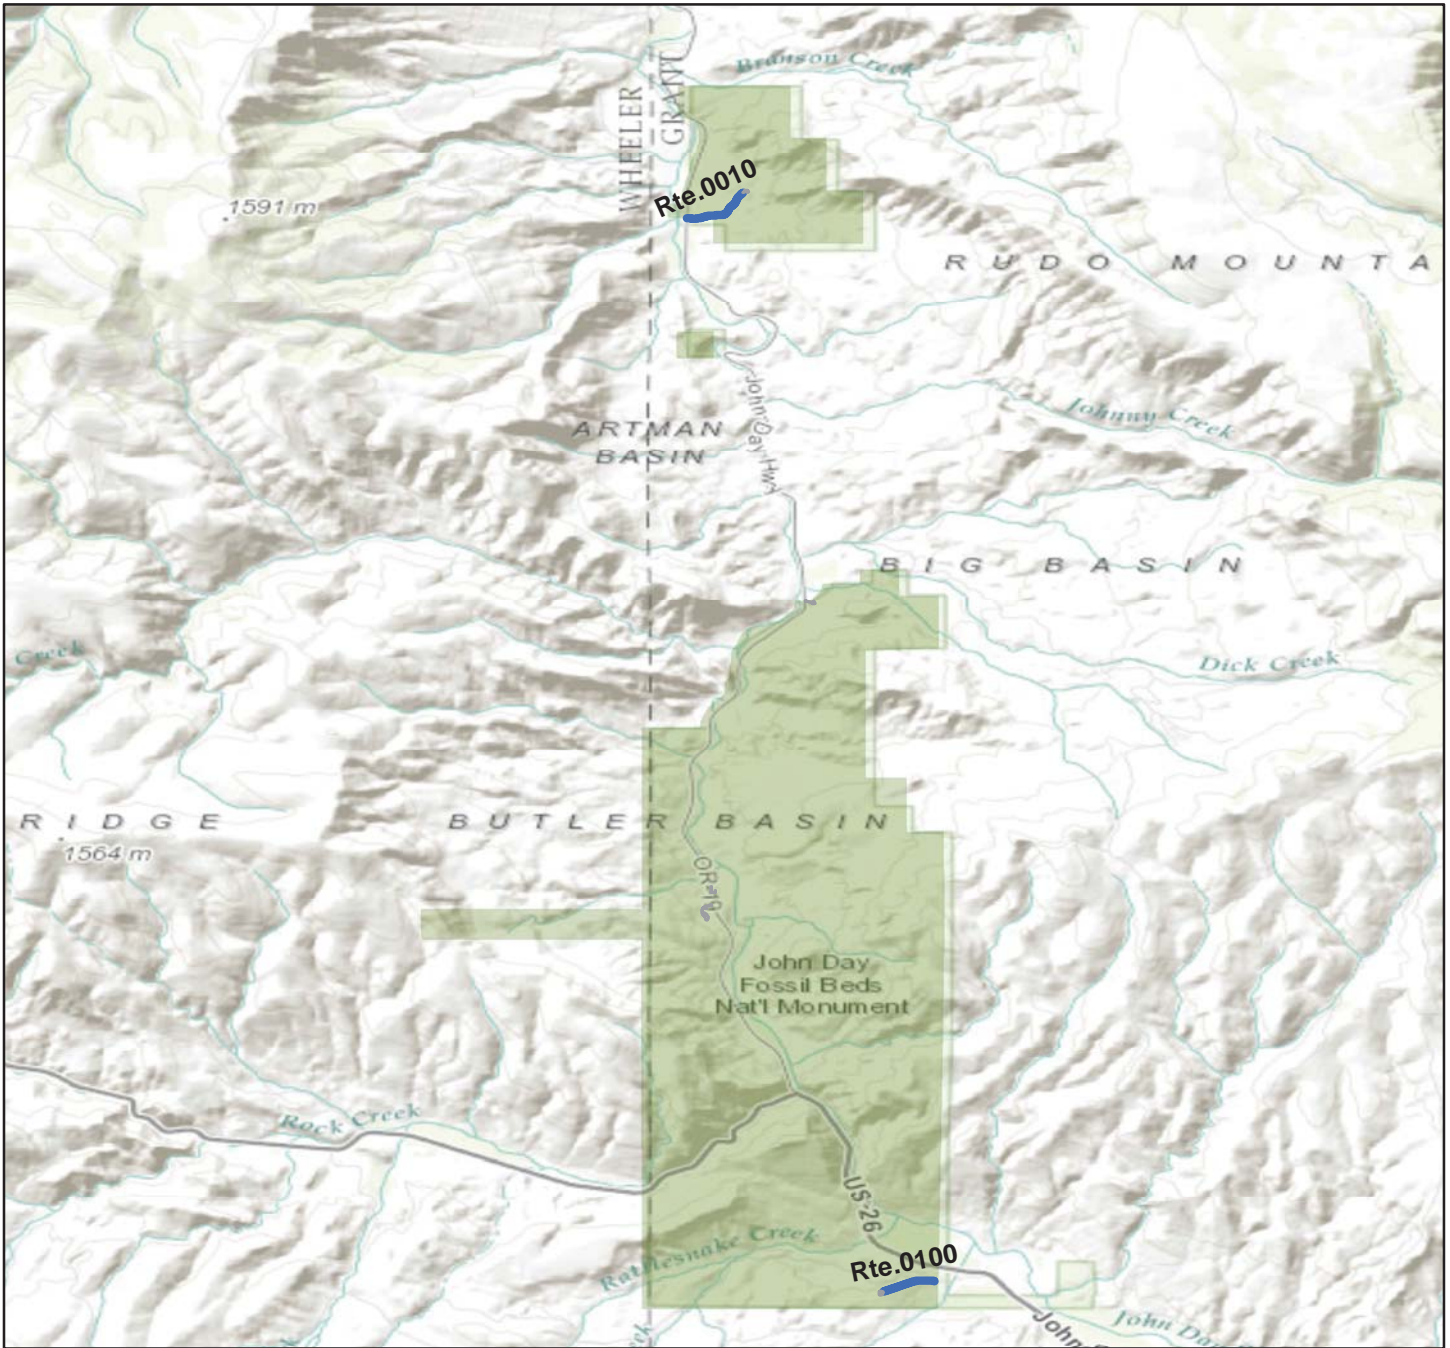 Branson Creek
WHEELER
GRANT
Rte.0010
1591 m
RUDO MOUNTA
John Day Hwy
Johnny Creek
ARTMAN
BASIN
BIG BASIN
Creek
Dick Creek
RIDGE
BUTLER BASIN
1564 m
OR-19
John Day
Fossil Beds
Nat'l Monument
Rock Creek
US-26
Rattlesnake Creek
Rte.0100
John Da
John